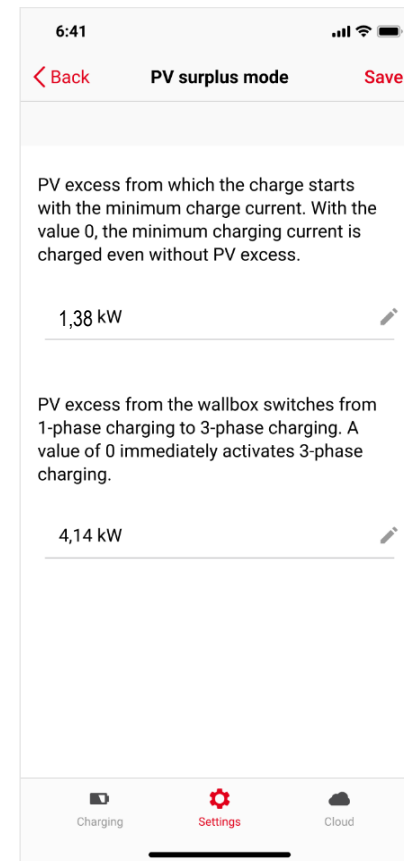 6:41
Back PV surplus mode Save
PV excess from which the charge starts
with the minimum charge current. With the
value 0, the minimum charging current is
charged even without PV excess.
1,38 kW
PV excess from the wallbox switches from
1-phase charging to 3-phase charging. A
value of 0 immediately activates 3-phase
charging.
4,14 kW
Charging Settings Cloud